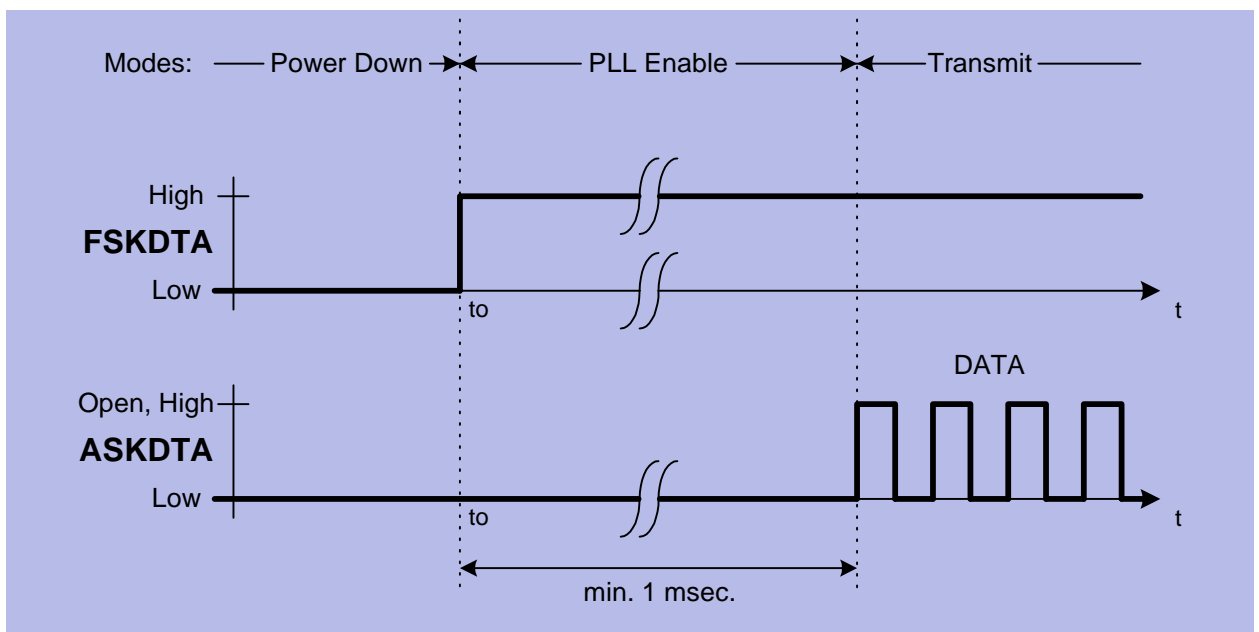 Modes: Power Down PLL Enable Transmit
High
FSKDTA
Low
to
t
DATA
Open, High
ASKDTA
Low
to
t
min. 1 msec.